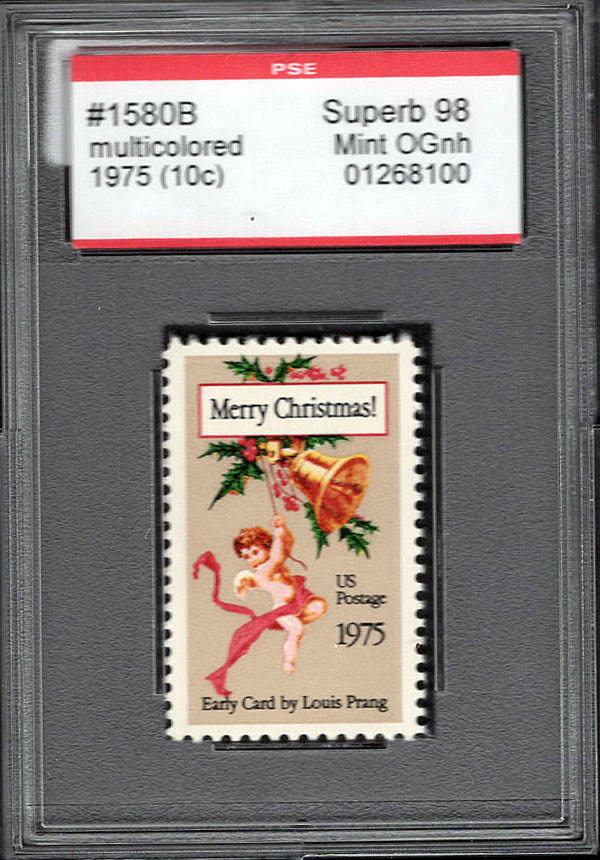 PSE
#1580B Superb 98
multicolored Mint OGnh
1975 (10c) 01268100
Merry Christmas!
US
Postage
1975
Early Card by Louis Prang